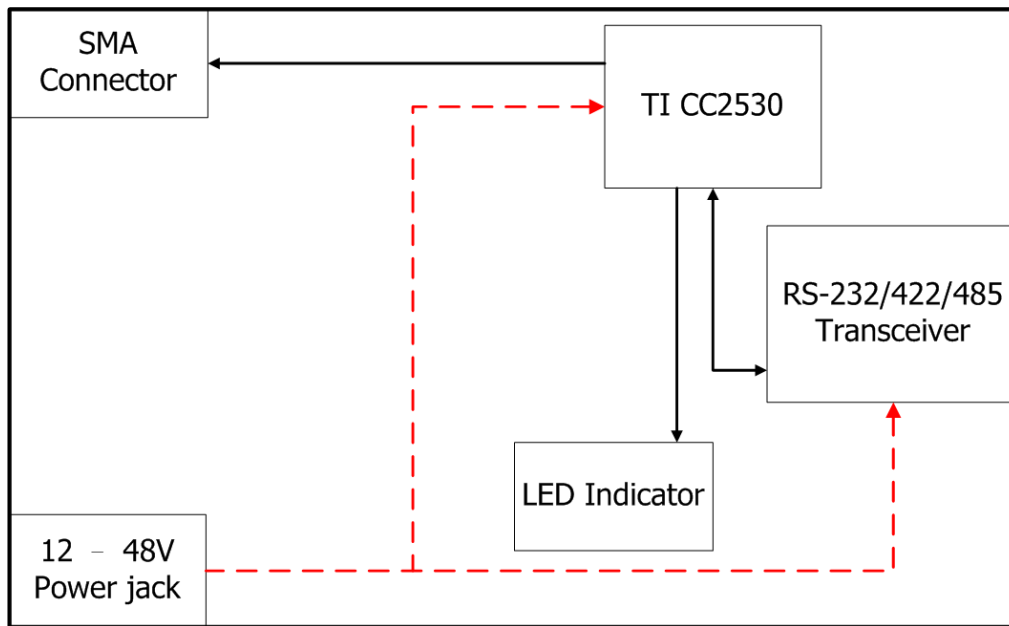 SMA
Connector
TI CC2530
RS-232/422/485
Transceiver
LED Indicator
12 – 48V
Power jack